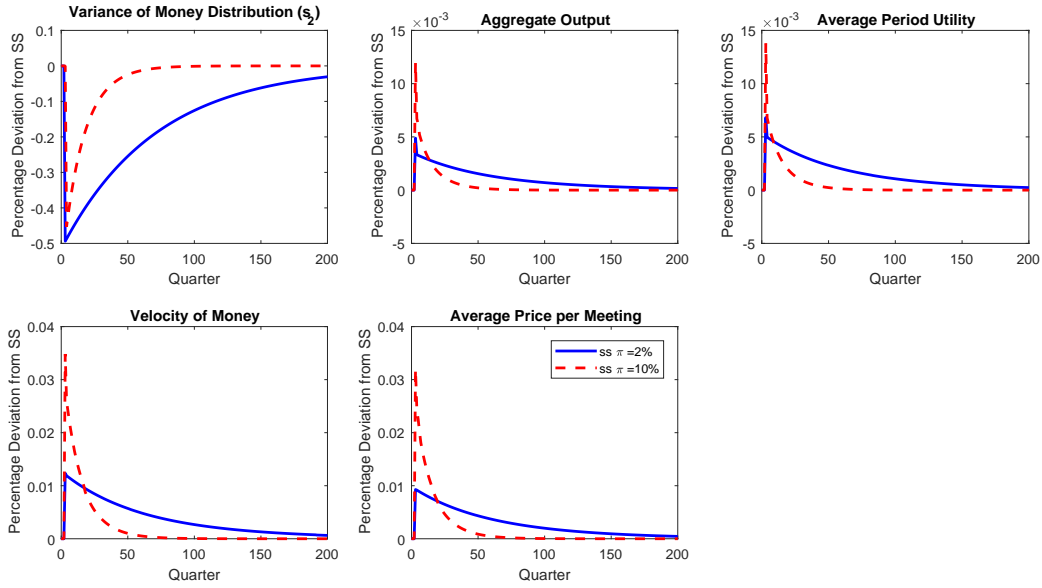 Variance of Money Distribution (s_2)
Percentage Deviation from SS
0.1
0
-0.1
-0.2
-0.3
-0.4
-0.5
0 50 100 150 200
Quarter
Aggregate Output
×10^-3
Percentage Deviation from SS
15
10
5
0
-5
0 50 100 150 200
Quarter
Average Period Utility
×10^-3
Percentage Deviation from SS
15
10
5
0
-5
0 50 100 150 200
Quarter
Velocity of Money
Percentage Deviation from SS
0.04
0.03
0.02
0.01
0
0 50 100 150 200
Quarter
Average Price per Meeting
Percentage Deviation from SS
0.04
0.03
0.02
0.01
0
0 50 100 150 200
Quarter
ss π =2%
ss π =10%